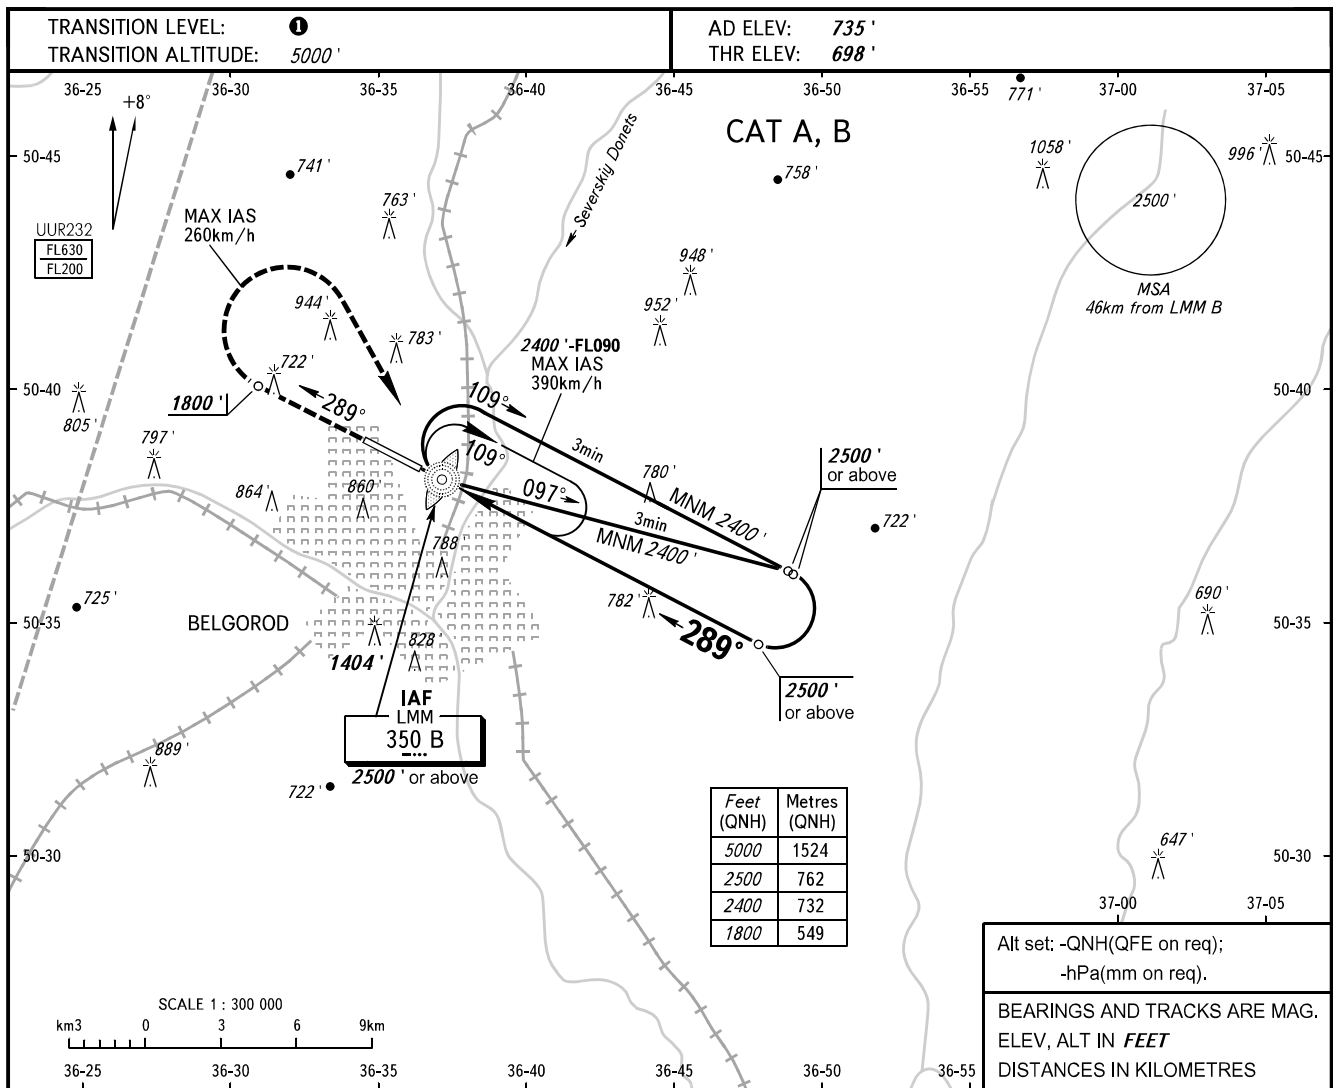 TRANSITION LEVEL: ❶
TRANSITION ALTITUDE: 5000 '
AD ELEV: 735 '
THR ELEV: 698 '
36-25 36-30 36-35 36-40 36-45 36-50 36-55 37-00 37-05
771 '
+8°
CAT A, B
Severskiy Donets
50-45
741 '
758 '
1058 '
996 '
50-45
763 '
2500 '
MAX IAS
260km/h
UUR232
FL630
FL200
948 '
MSA
46km from LMM B
944 '
952 '
783 '
2400 '-FL090
MAX IAS
390km/h
722 '
50-40
50-40
1800 '
289°
109°
805 '
797 '
109°
3min
2500 '
or above
780 '
MNM 2400 '
864 '
860 '
097°
3min
MNM 2400 '
722 '
788 '
725 '
782 '
690 '
BELGOROD
289°
50-35
50-35
1404 '
828 '
IAF
LMM
350 B
2500 ' or above
2500 '
or above
889 '
722 '
Feet
(QNH)
Metres
(QNH)
5000 1524
2500 762
2400 732
1800 549
647 '
50-30
50-30
37-00 37-05
Alt set: -QNH(QFE on req);
-hPa(mm on req).
SCALE 1 : 300 000
km3 0 3 6 9km
BEARINGS AND TRACKS ARE MAG.
ELEV, ALT IN FEET
DISTANCES IN KILOMETRES
36-25 36-30 36-35 36-40 36-45 36-50 36-55